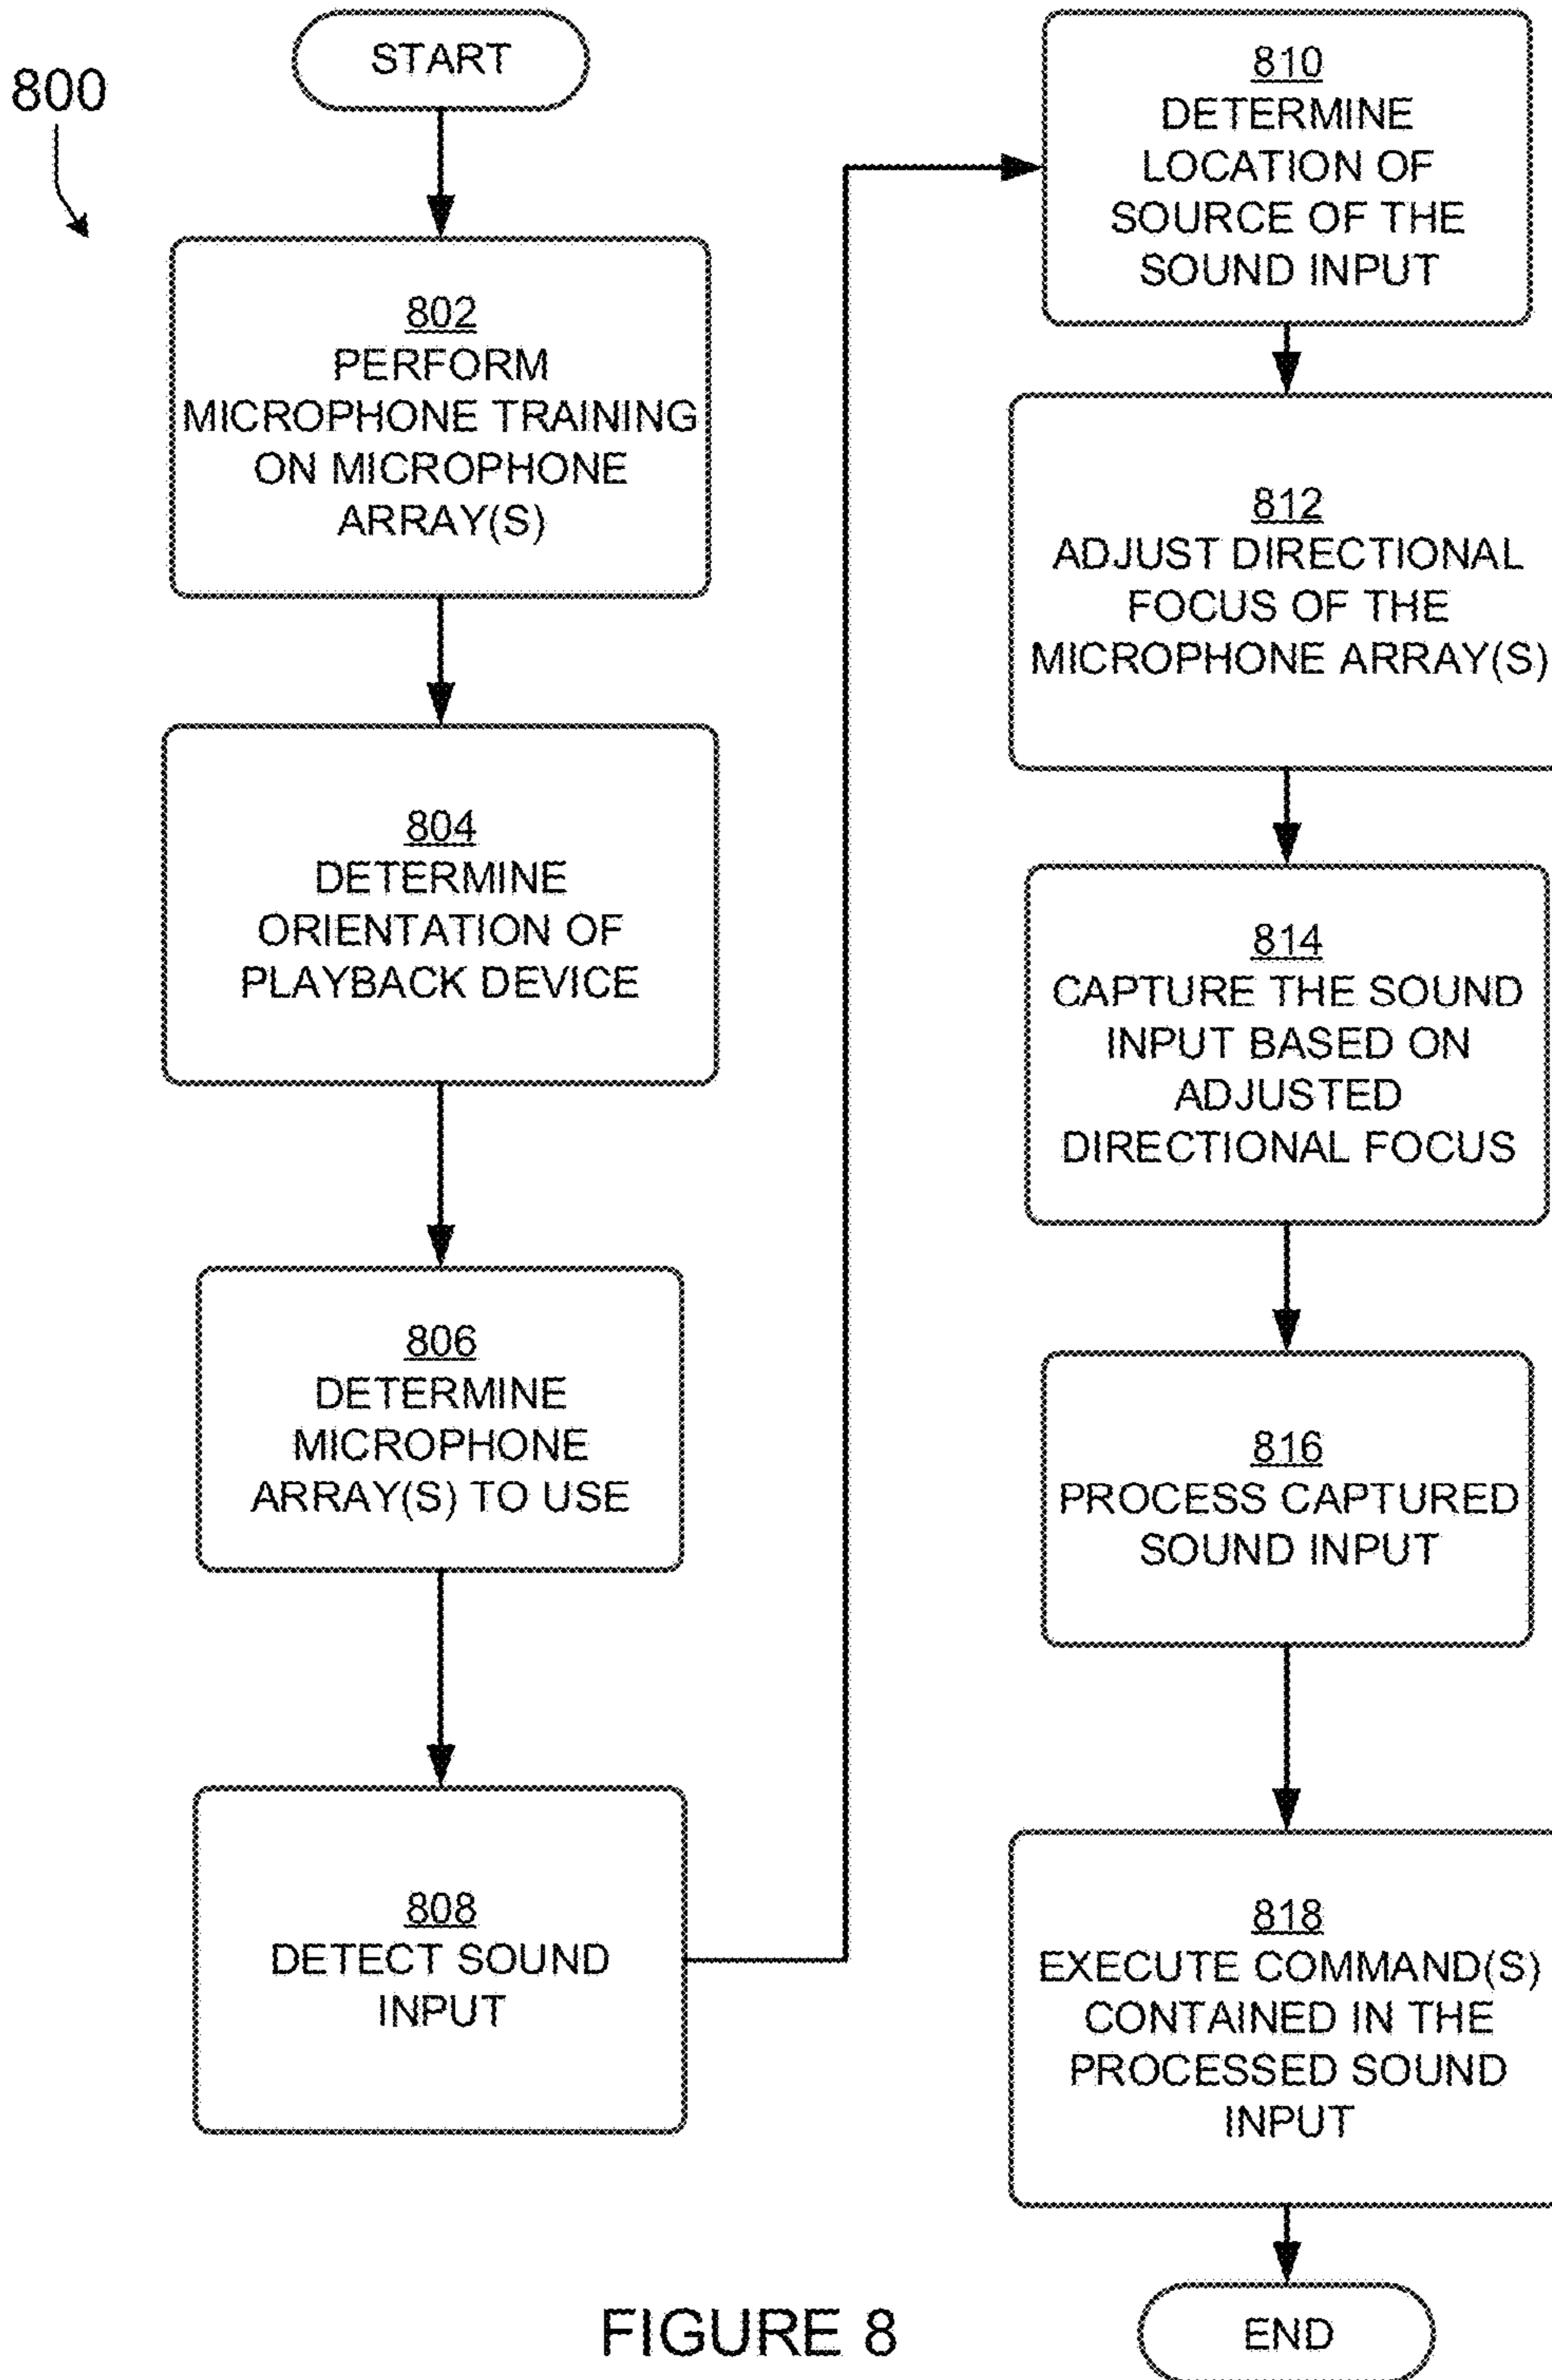 800
START
802
PERFORM
MICROPHONE TRAINING
ON MICROPHONE
ARRAY(S)
804
DETERMINE
ORIENTATION OF
PLAYBACK DEVICE
806
DETERMINE
MICROPHONE
ARRAY(S) TO USE
808
DETECT SOUND
INPUT
810
DETERMINE
LOCATION OF
SOURCE OF THE
SOUND INPUT
812
ADJUST DIRECTIONAL
FOCUS OF THE
MICROPHONE ARRAY(S)
814
CAPTURE THE SOUND
INPUT BASED ON
ADJUSTED
DIRECTIONAL FOCUS
816
PROCESS CAPTURED
SOUND INPUT
818
EXECUTE COMMAND(S)
CONTAINED IN THE
PROCESSED SOUND
INPUT
END
FIGURE 8